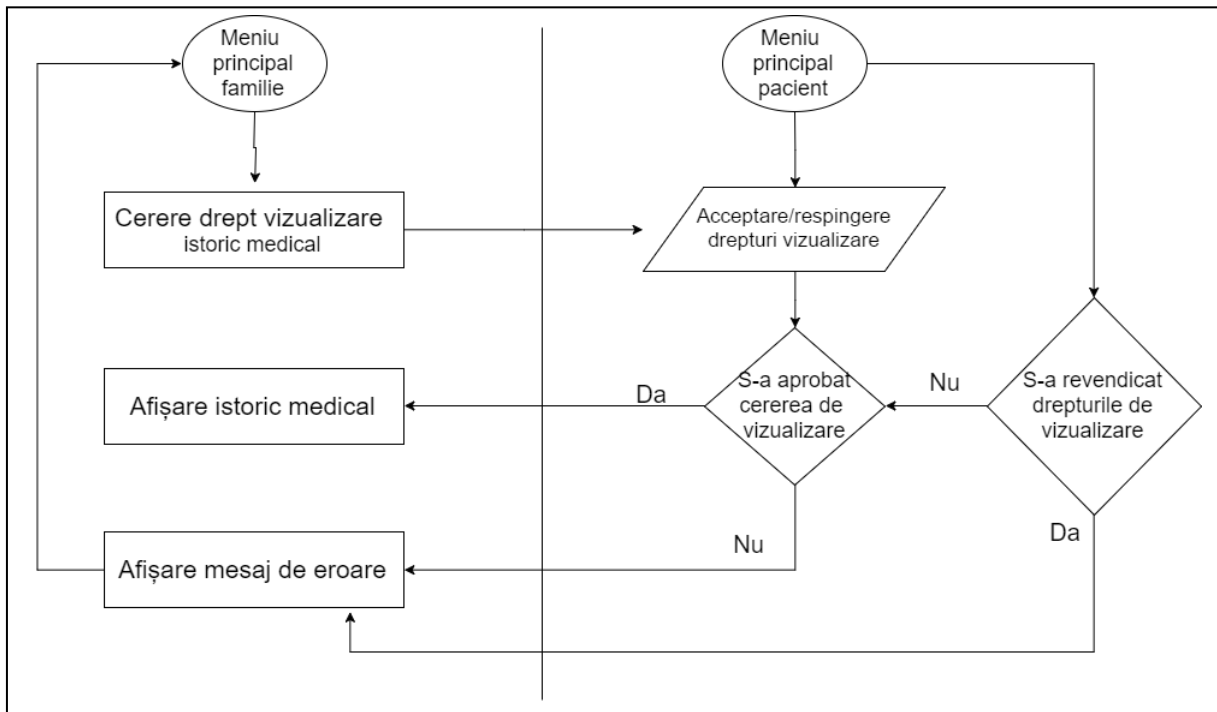 Meniu
principal
familie
Meniu
principal
pacient
Cerere drept vizualizare
istoric medical
Acceptare/respingere
drepturi vizualizare
Afișare istoric medical
Da
S-a aprobat
cererea de
vizualizare
Nu
S-a revendicat
drepturile de
vizualizare
Afișare mesaj de eroare
Nu
Da